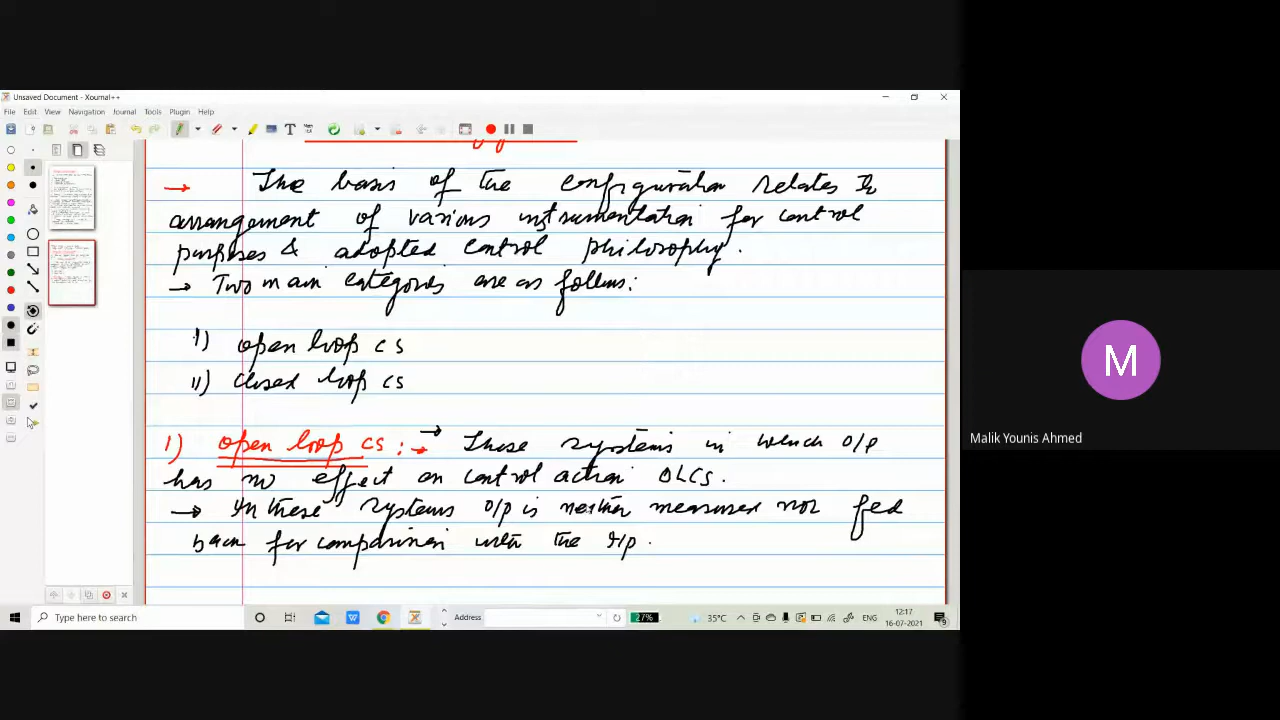 Unsaved Document - Xournal++
File Edit View Navigation Journal Tools Plugin Help
→ The basis of the configuration relates to
arrangement of various instrumentation for control
purposes & adopted control philosophy.
→ Two main categories are as follows:
i) open loop cs
ii) closed loop cs
1) open loop cs : → → Those systems in which O/P
has no effect on control action OLCS.
→ In these systems O/P is neither measured not fed
back for comparison with the I/P.
Malik Younis Ahmed
M
Type here to search
Address
27%
35°C
ENG
12:17
16-07-2021